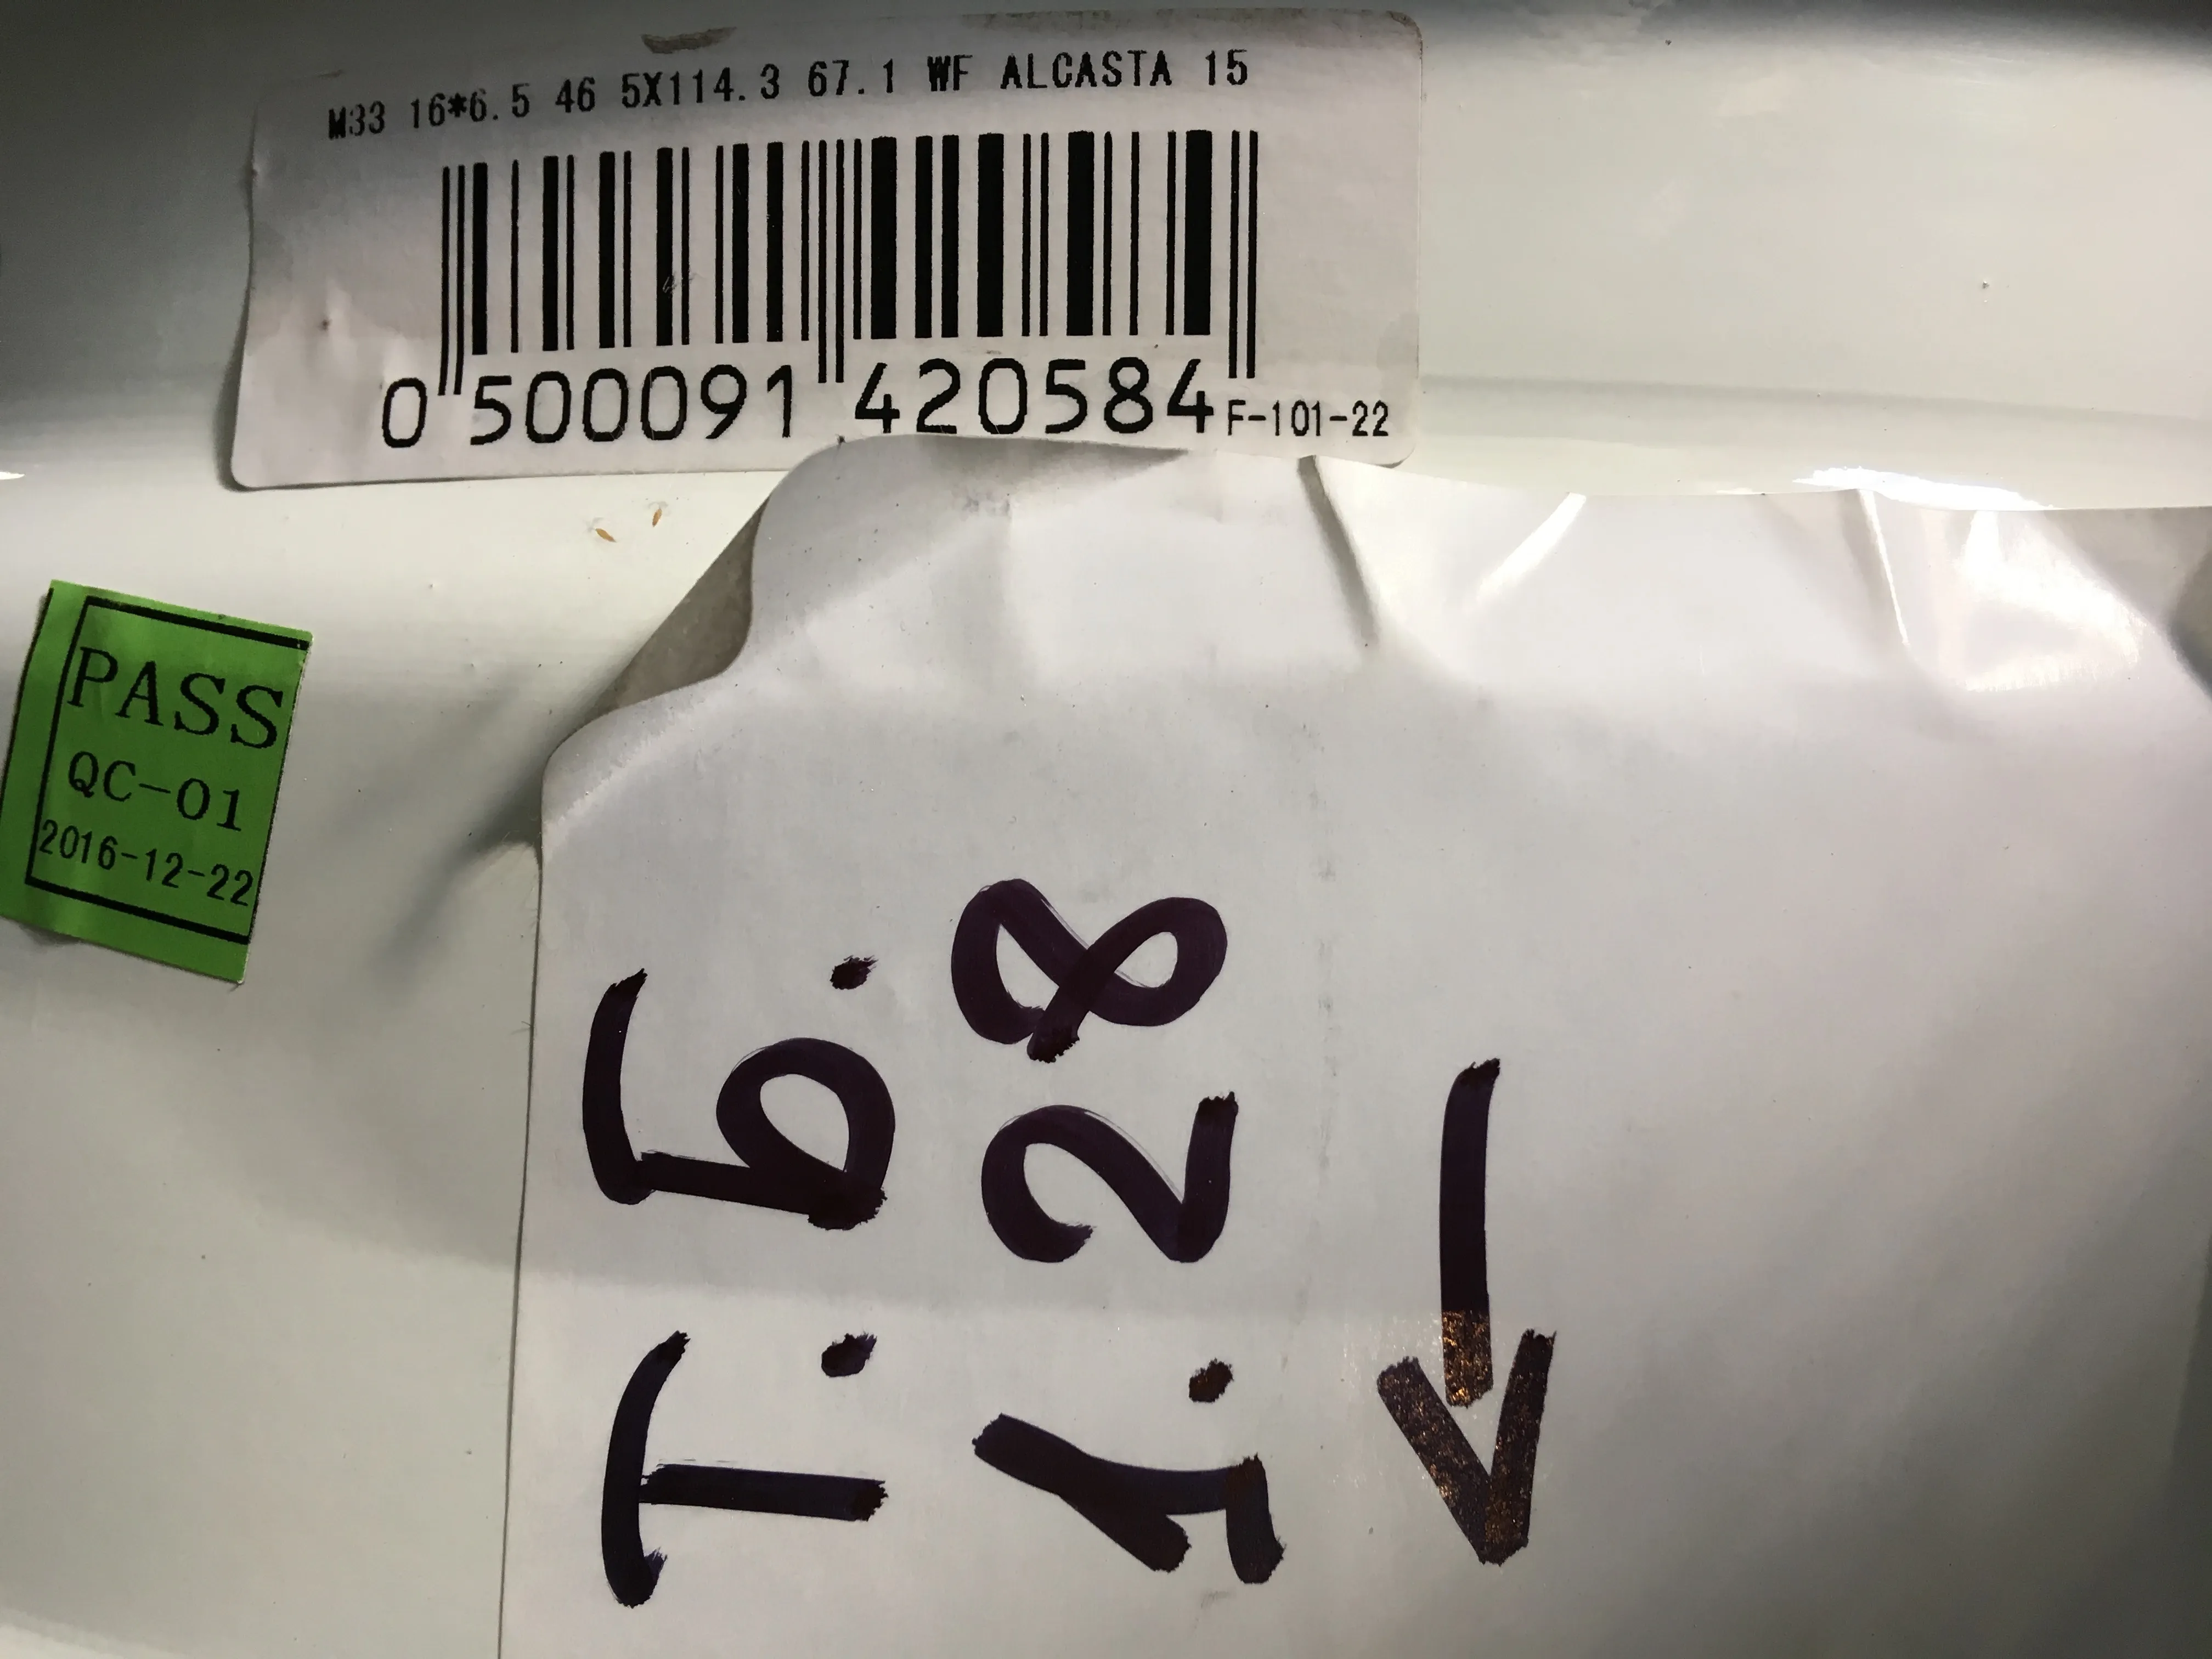 M33 16*6.5 46 5X114.3 67.1 WF ALCASTA 15
0 500091 420584 F-101-22
PASS
QC-01
2016-12-22
Т.Б.
1.28